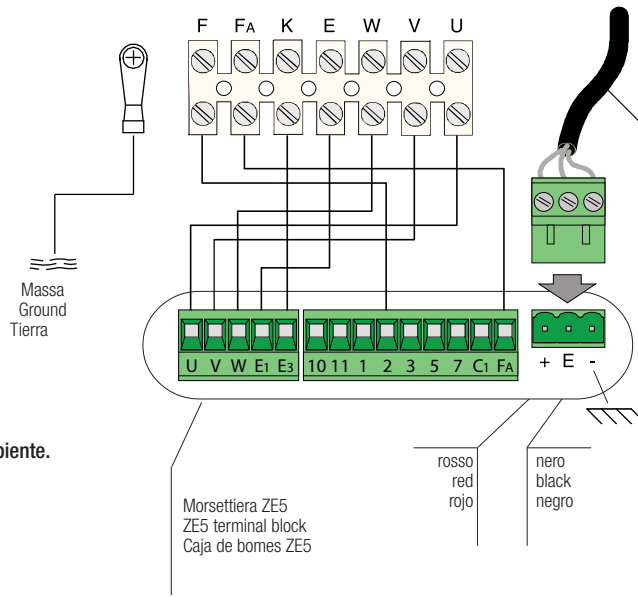 F FA K E W V U
Massa
Ground
Tierra
U V W E1 E3 10 11 1 2 3 5 7 C1 FA
+ E -
piente.
rosso
red
rojo
nero
black
negro
Morsettiera ZE5
ZE5 terminal block
Caja de bornes ZE5